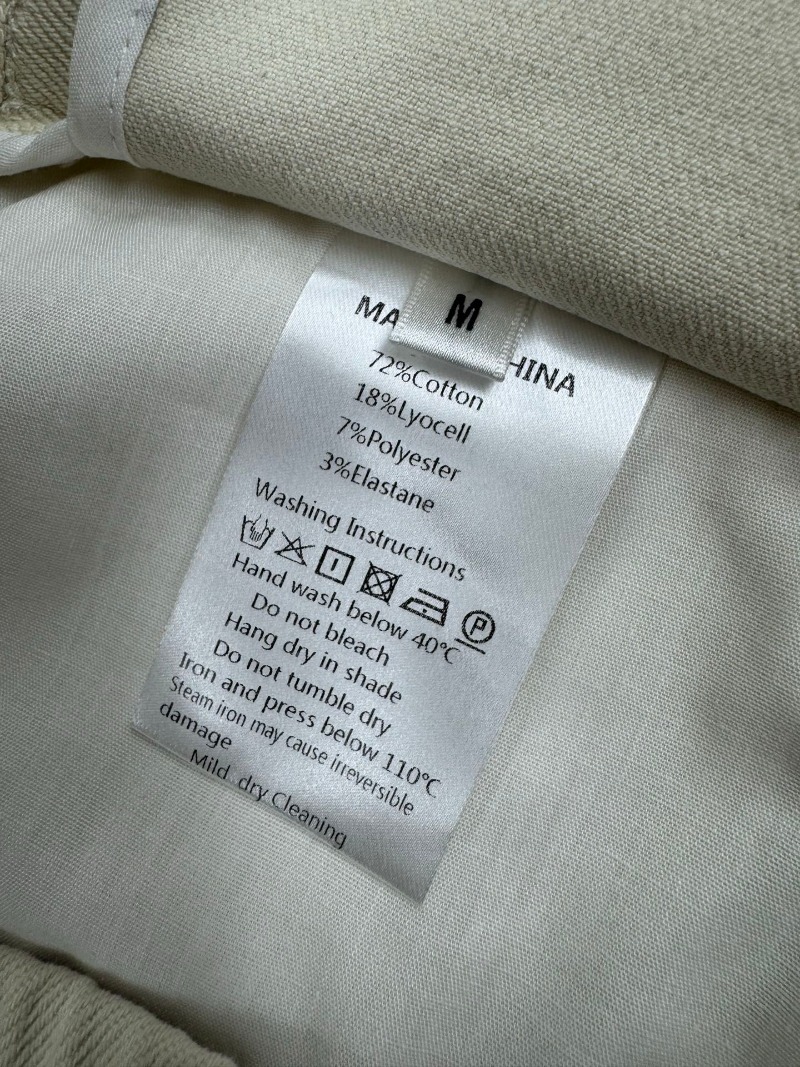 M
MA HINA
72%Cotton
18%Lyocell
7%Polyester
3%Elastane
Washing Instructions
P
Hand wash below 40℃
Do not bleach
Hang dry in shade
Do not tumble dry
Iron and press below 110℃
Steam iron may cause irreversible
damage
Mild dry Cleaning